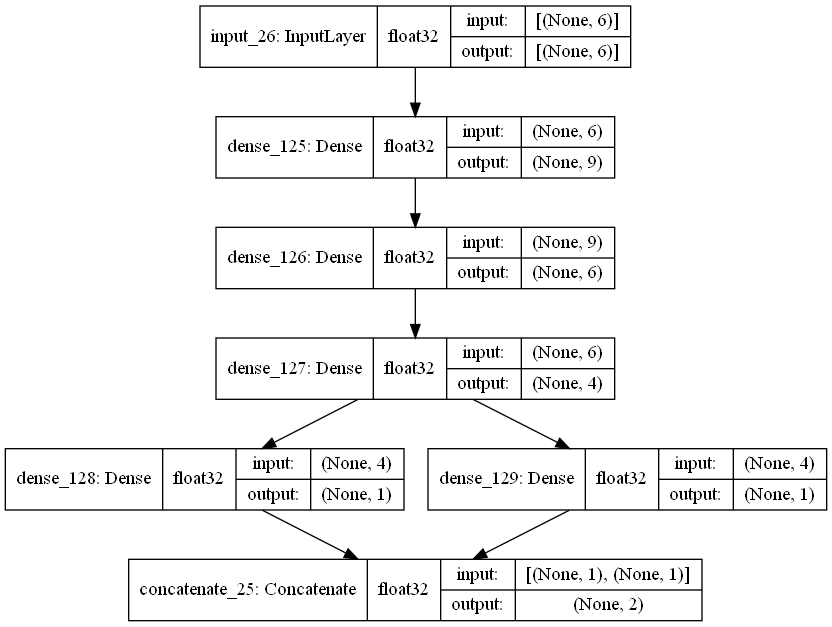 input_26: InputLayer float32 input: [(None, 6)]
output: [(None, 6)]
dense_125: Dense float32 input: (None, 6)
output: (None, 9)
dense_126: Dense float32 input: (None, 9)
output: (None, 6)
dense_127: Dense float32 input: (None, 6)
output: (None, 4)
dense_128: Dense float32 input: (None, 4)
output: (None, 1)
dense_129: Dense float32 input: (None, 4)
output: (None, 1)
concatenate_25: Concatenate float32 input: [(None, 1), (None, 1)]
output: (None, 2)